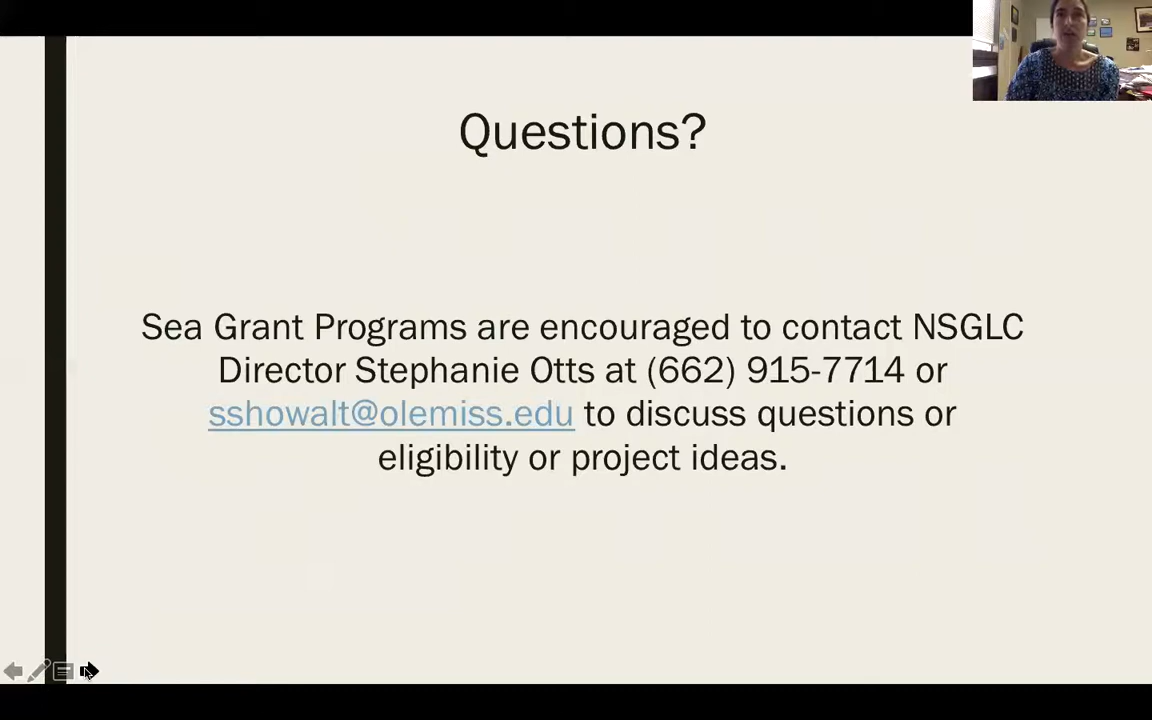 Questions?
Sea Grant Programs are encouraged to contact NSGLC
Director Stephanie Otts at (662) 915-7714 or
sshowalt@olemiss.edu to discuss questions or
eligibility or project ideas.